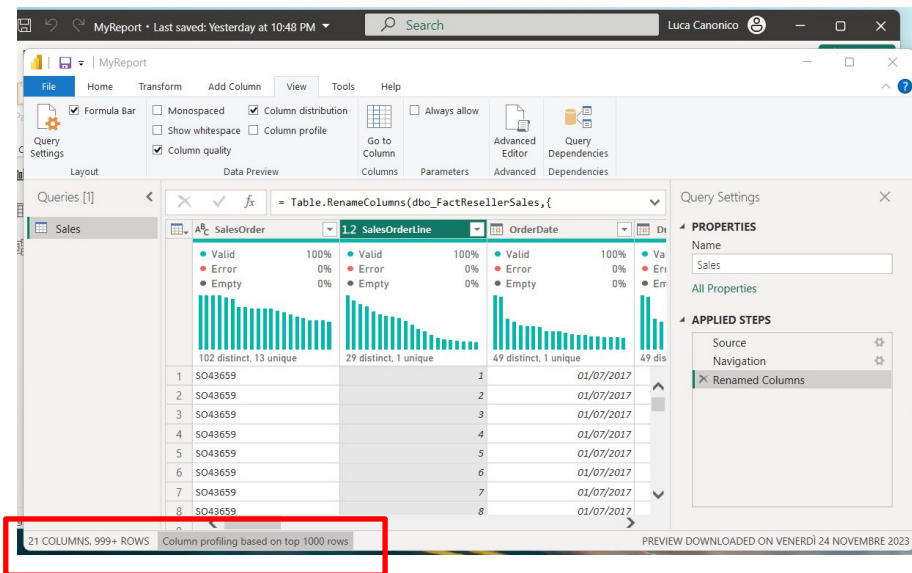 MyReport • Last saved: Yesterday at 10:48 PM
Search
Luca Canonico
MyReport
File Home Transform Add Column View Tools Help
Formula Bar
Monospaced
Column distribution
Always allow
Show whitespace
Column profile
Column quality
Query Settings
Go to Column
Advanced Editor
Query Dependencies
Layout Data Preview Columns Parameters Advanced Dependencies
Queries [1]
fx = Table.RenameColumns(dbo_FactResellerSales,{
Query Settings
Sales
ABC SalesOrder 1.2 SalesOrderLine OrderDate
PROPERTIES
Name
Sales
All Properties
APPLIED STEPS
Source
Navigation
Renamed Columns
Valid 100% Valid 100% Valid 100% Va
Error 0% Error 0% Error 0%
Empty 0% Empty 0% Empty 0%
102 distinct, 13 unique 29 distinct, 1 unique 49 distinct, 1 unique 49 dis
1 SO43659 1 01/07/2017
2 SO43659 2 01/07/2017
3 SO43659 3 01/07/2017
4 SO43659 4 01/07/2017
5 SO43659 5 01/07/2017
6 SO43659 6 01/07/2017
7 SO43659 7 01/07/2017
8 SO43659 8 01/07/2017
21 COLUMNS, 999+ ROWS Column profiling based on top 1000 rows PREVIEW DOWNLOADED ON VENERDÌ 24 NOVEMBRE 2023